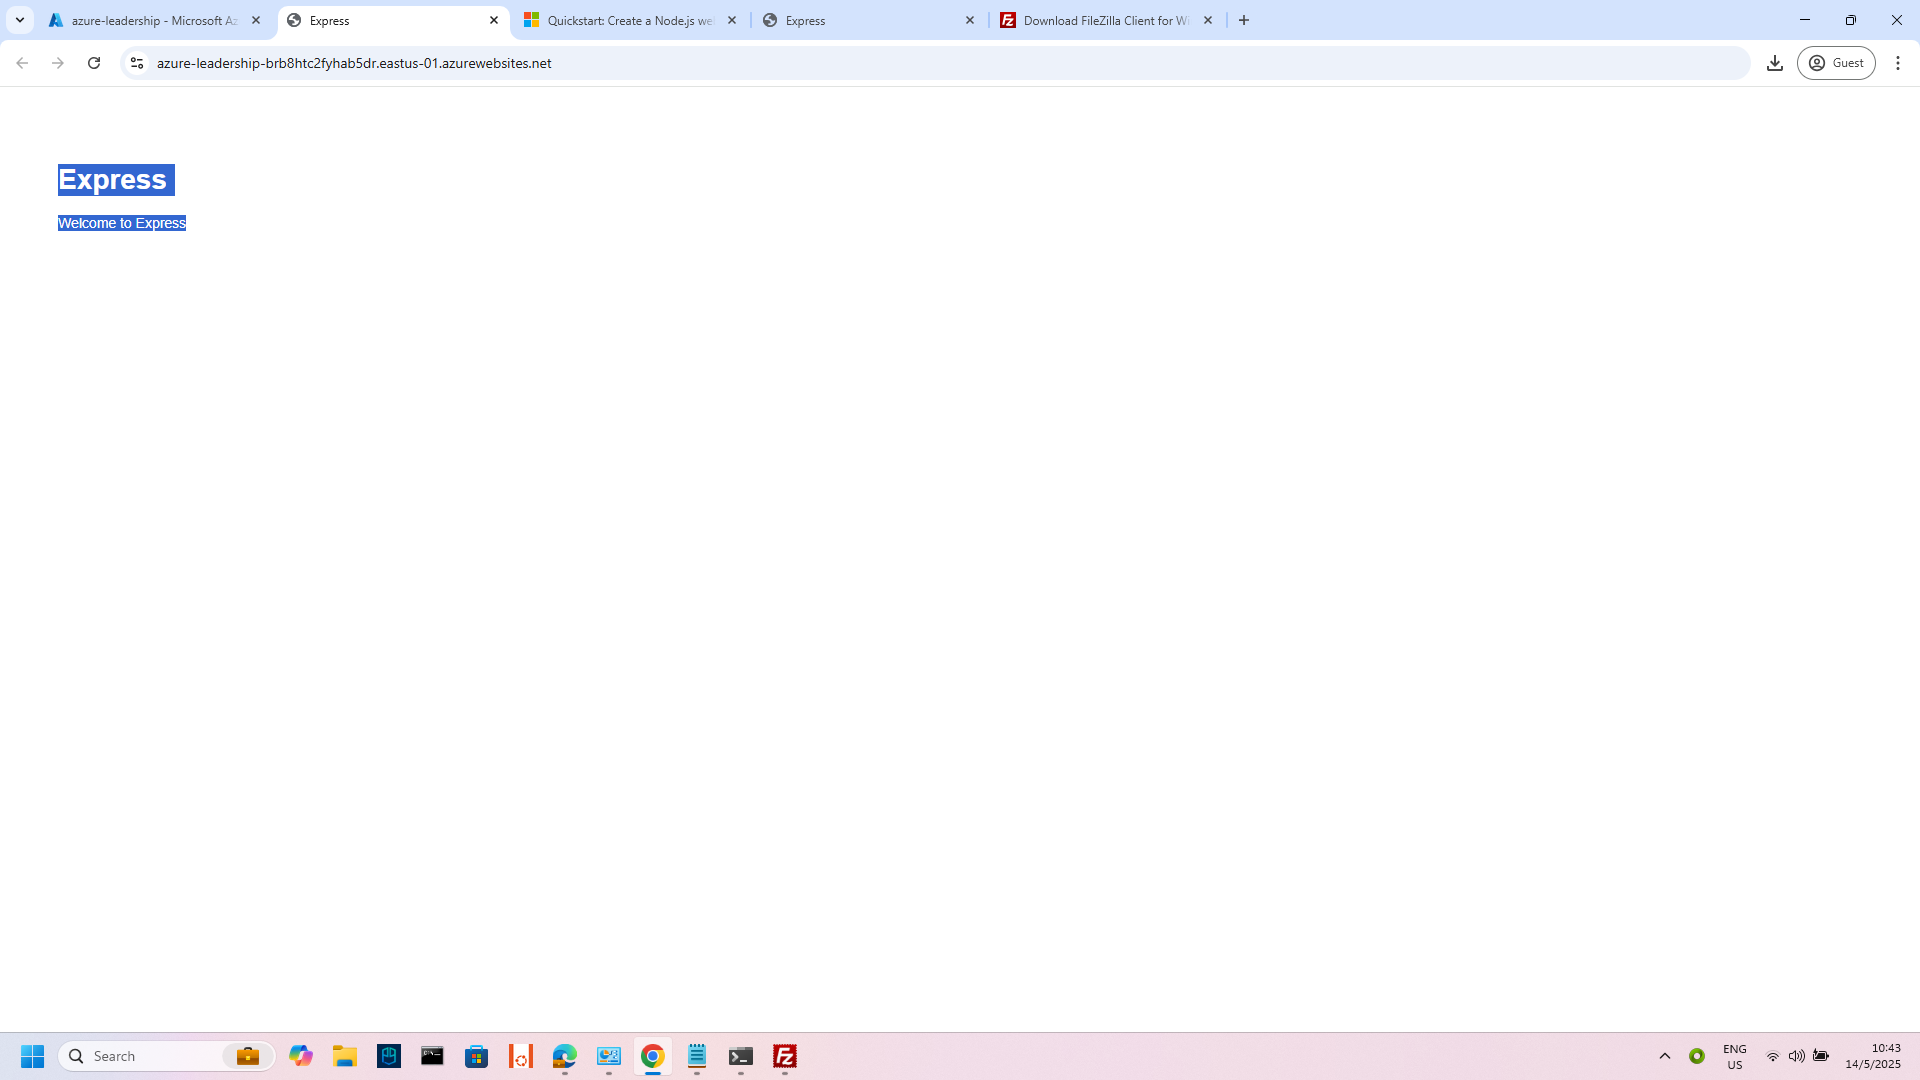 azure-leadership - Microsoft Az
Express
Quickstart: Create a Node.js we
Express
Download FileZilla Client for Wi
azure-leadership-brb8htc2fyhab5dr.eastus-01.azurewebsites.net
Guest
Express
Welcome to Express
Search
ENG
US
10:43
14/5/2025